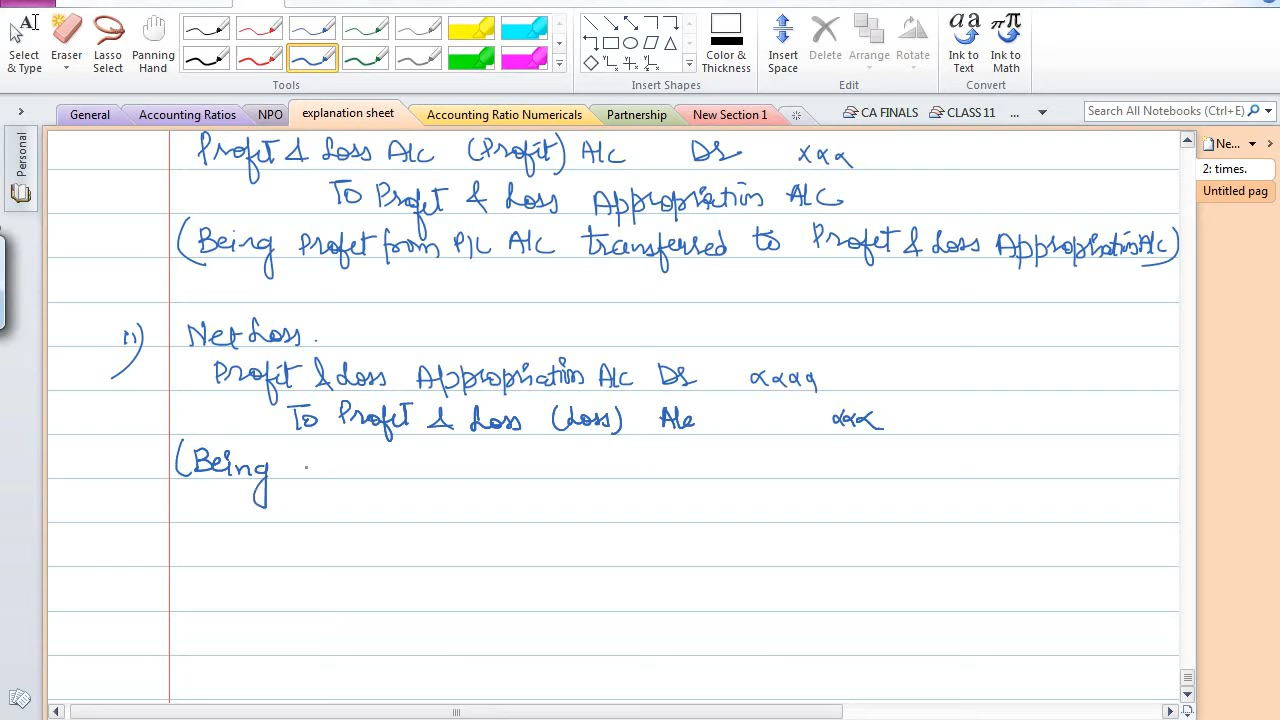 Select & Type
Eraser
Lasso Select
Panning Hand
Color & Thickness
Insert Space
Delete
Arrange
Rotate
Ink to Text
Ink to Math
Tools
Insert Shapes
Edit
Convert
General
Accounting Ratios
NPO
explanation sheet
Accounting Ratio Numericals
Partnership
New Section 1
CA FINALS
CLASS 11
...
Search All Notebooks (Ctrl+E)
Personal
Ne...
2: times.
Untitled pag
Profit & Loss A/c (Profit) A/c Dr xxx
To Profit & Loss Appropriation A/c
(Being Profit from P/L A/c transferred to Profit & Loss Appropriation A/c)
ii) Net Loss.
Profit & Loss Appropriation A/c Dr xxxx
To Profit & Loss (Loss) A/c xxx
(Being